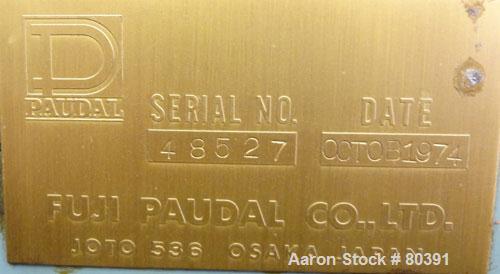 PAUDAL
SERIAL NO. DATE
48527 OCTOB1974
FUJI PAUDAL CO.,LTD.
JOTO 536 OSAKA JAPAN
Aaron-Stock # 80391